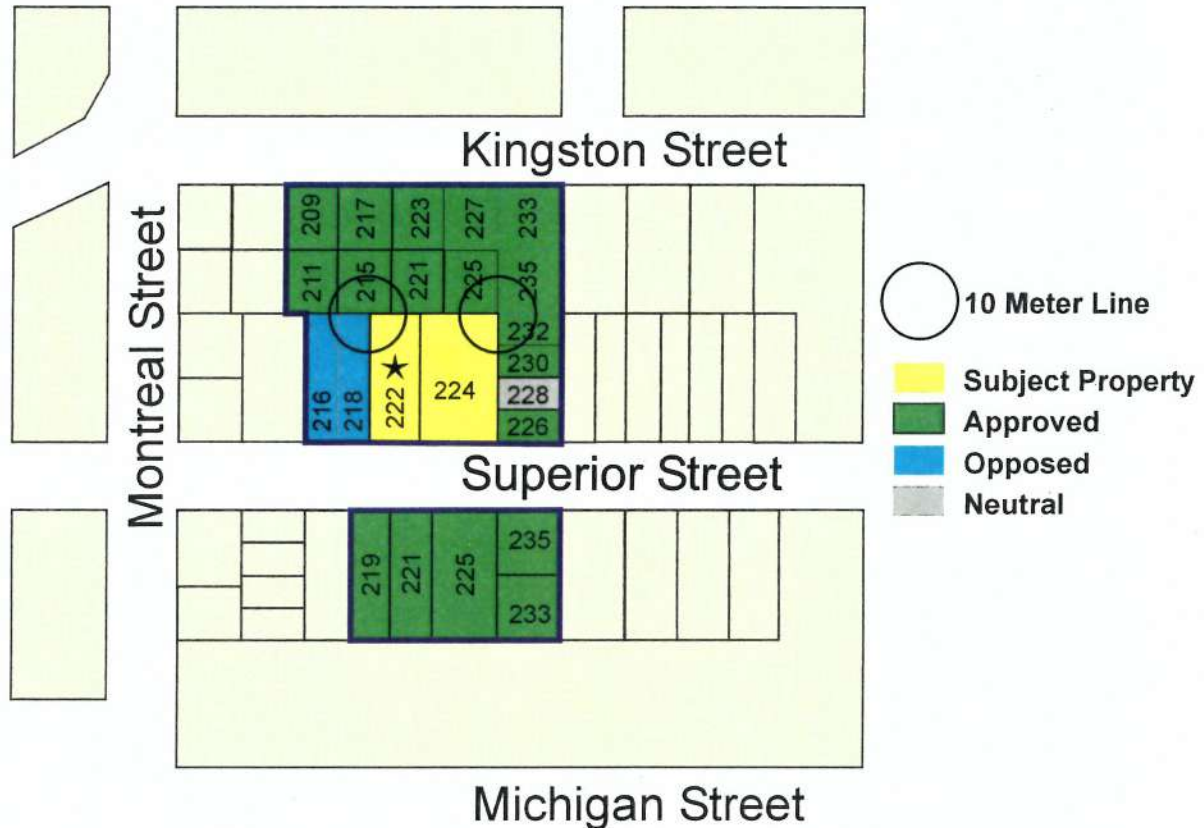 Kingston Street
Montreal Street
209
217
223
227
233
211
215
221
225
235
232
230
228
226
216
218
222
224
Superior Street
219
221
225
235
233
Michigan Street
10 Meter Line
Subject Property
Approved
Opposed
Neutral